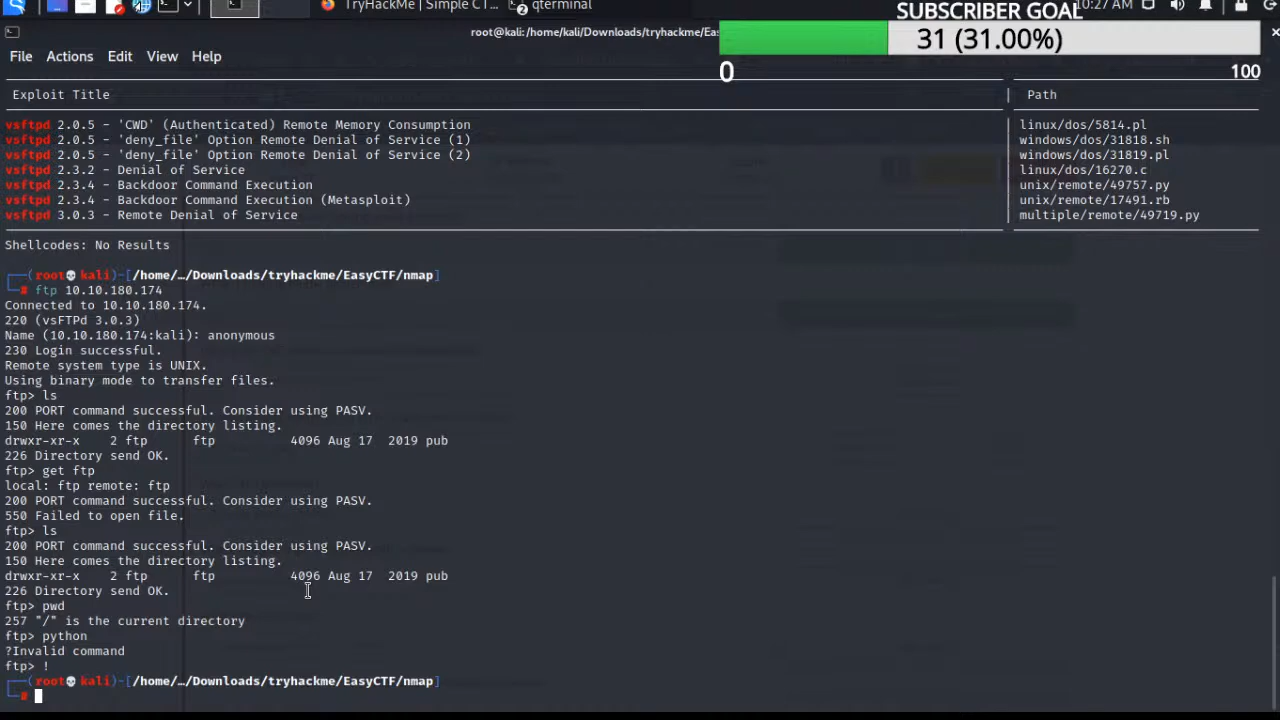 TryHackMe | Simple CT…
qterminal
SUBSCRIBER GOAL
10:27 AM
root@kali:/home/kali/Downloads/tryhackme/Eas
31 (31.00%)
0
100
File Actions Edit View Help
Exploit Title | Path
vsftpd 2.0.5 - 'CWD' (Authenticated) Remote Memory Consumption | linux/dos/5814.pl
vsftpd 2.0.5 - 'deny_file' Option Remote Denial of Service (1) | windows/dos/31818.sh
vsftpd 2.0.5 - 'deny_file' Option Remote Denial of Service (2) | windows/dos/31819.pl
vsftpd 2.3.2 - Denial of Service | linux/dos/16270.c
vsftpd 2.3.4 - Backdoor Command Execution | unix/remote/49757.py
vsftpd 2.3.4 - Backdoor Command Execution (Metasploit) | unix/remote/17491.rb
vsftpd 3.0.3 - Remote Denial of Service | multiple/remote/49719.py
Shellcodes: No Results
┌──(root💀kali)-[/home/…/Downloads/tryhackme/EasyCTF/nmap]
└─# ftp 10.10.180.174
Connected to 10.10.180.174.
220 (vsFTPd 3.0.3)
Name (10.10.180.174:kali): anonymous
230 Login successful.
Remote system type is UNIX.
Using binary mode to transfer files.
ftp> ls
200 PORT command successful. Consider using PASV.
150 Here comes the directory listing.
drwxr-xr-x 2 ftp ftp 4096 Aug 17 2019 pub
226 Directory send OK.
ftp> get ftp
local: ftp remote: ftp
200 PORT command successful. Consider using PASV.
550 Failed to open file.
ftp> ls
200 PORT command successful. Consider using PASV.
150 Here comes the directory listing.
drwxr-xr-x 2 ftp ftp 4096 Aug 17 2019 pub
226 Directory send OK.
ftp> pwd
257 "/" is the current directory
ftp> python
?Invalid command
ftp> !
┌──(root💀kali)-[/home/…/Downloads/tryhackme/EasyCTF/nmap]
└─#